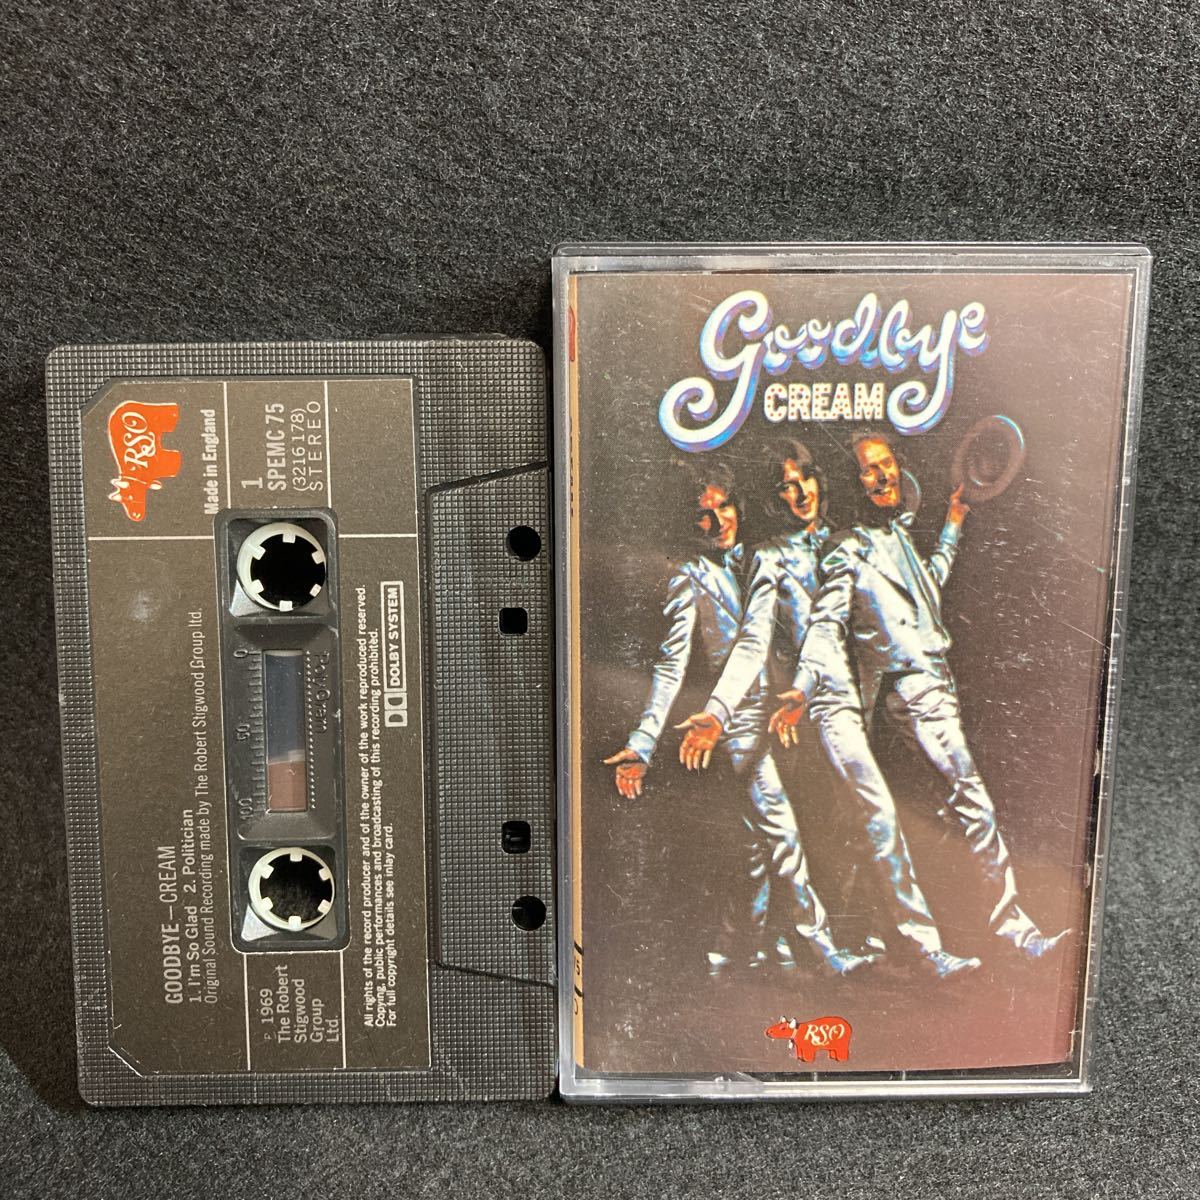 RSO
Made in England
1
SPEMC 75
(3216178)
STEREO
GOODBYE—CREAM
1. I'm So Glad 2. Politician
Original Sound Recording made by The Robert Stigwood Group ltd.
0 50 100
℗ 1969
The Robert
Stigwood
Group
Ltd.
All rights of the record producer and of the owner of the work reproduced reserved.
Copying, public performances and broadcasting of this recording prohibited.
For full copyright details see inlay card.
DOLBY SYSTEM
Goodbye
CREAM
RSO